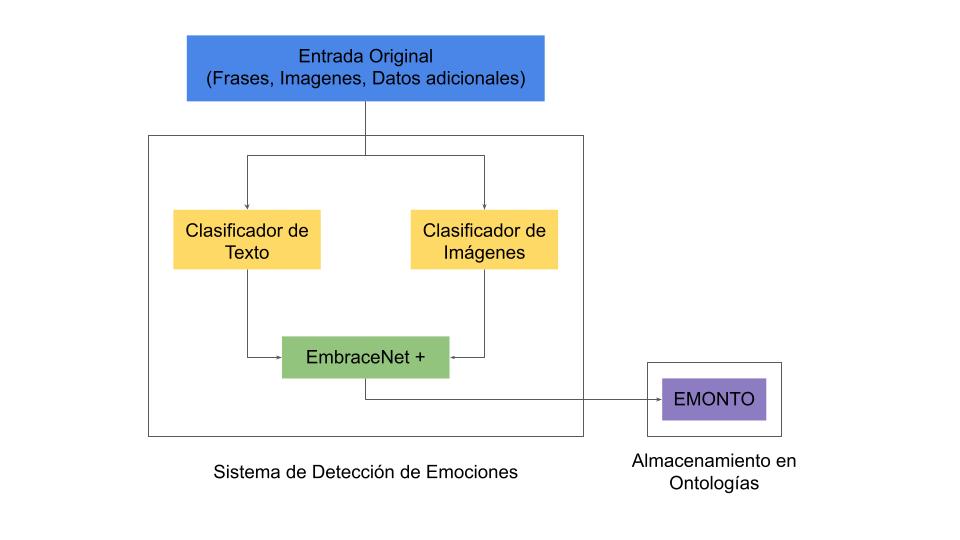 Entrada Original
(Frases, Imagenes, Datos adicionales)
Clasificador de
Texto
Clasificador de
Imágenes
EmbraceNet +
EMONTO
Sistema de Detección de Emociones
Almacenamiento en
Ontologías